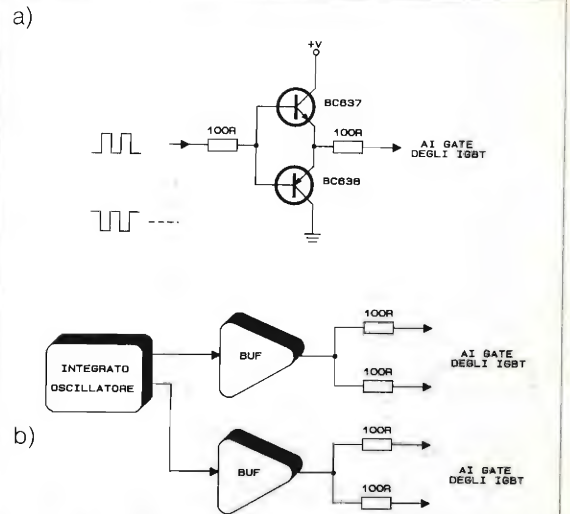 a)
+V
BC637
100R
100R
AI GATE
DEGLI IGBT
BC638
100R
AI GATE
DEGLI IGBT
BUF
INTEGRATO
OSCILLATORE
100R
b)
100R
AI GATE
DEGLI IGBT
BUF
100R